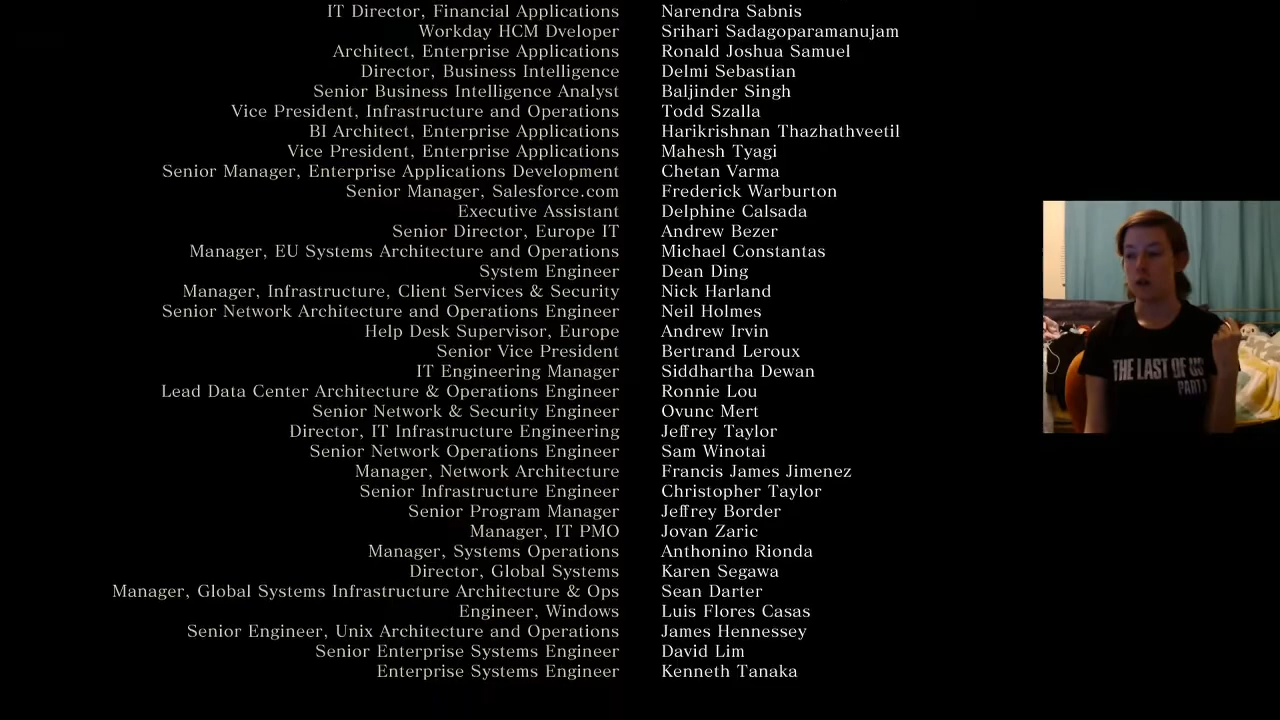 IT Director, Financial Applications Narendra Sabnis
Workday HCM Dveloper Srihari Sadagoparamanujam
Architect, Enterprise Applications Ronald Joshua Samuel
Director, Business Intelligence Delmi Sebastian
Senior Business Intelligence Analyst Baljinder Singh
Vice President, Infrastructure and Operations Todd Szalla
BI Architect, Enterprise Applications Harikrishnan Thazhathveetil
Vice President, Enterprise Applications Mahesh Tyagi
Senior Manager, Enterprise Applications Development Chetan Varma
Senior Manager, Salesforce.com Frederick Warburton
Executive Assistant Delphine Calsada
Senior Director, Europe IT Andrew Bezer
Manager, EU Systems Architecture and Operations Michael Constantas
System Engineer Dean Ding
Manager, Infrastructure, Client Services & Security Nick Harland
Senior Network Architecture and Operations Engineer Neil Holmes
Help Desk Supervisor, Europe Andrew Irvin
Senior Vice President Bertrand Leroux
IT Engineering Manager Siddhartha Dewan
Lead Data Center Architecture & Operations Engineer Ronnie Lou
Senior Network & Security Engineer Ovunc Mert
Director, IT Infrastructure Engineering Jeffrey Taylor
Senior Network Operations Engineer Sam Winotai
Manager, Network Architecture Francis James Jimenez
Senior Infrastructure Engineer Christopher Taylor
Senior Program Manager Jeffrey Border
Manager, IT PMO Jovan Zaric
Manager, Systems Operations Anthonino Rionda
Director, Global Systems Karen Segawa
Manager, Global Systems Infrastructure Architecture & Ops Sean Darter
Engineer, Windows Luis Flores Casas
Senior Engineer, Unix Architecture and Operations James Hennessey
Senior Enterprise Systems Engineer David Lim
Enterprise Systems Engineer Kenneth Tanaka
THE LAST OF US
PART